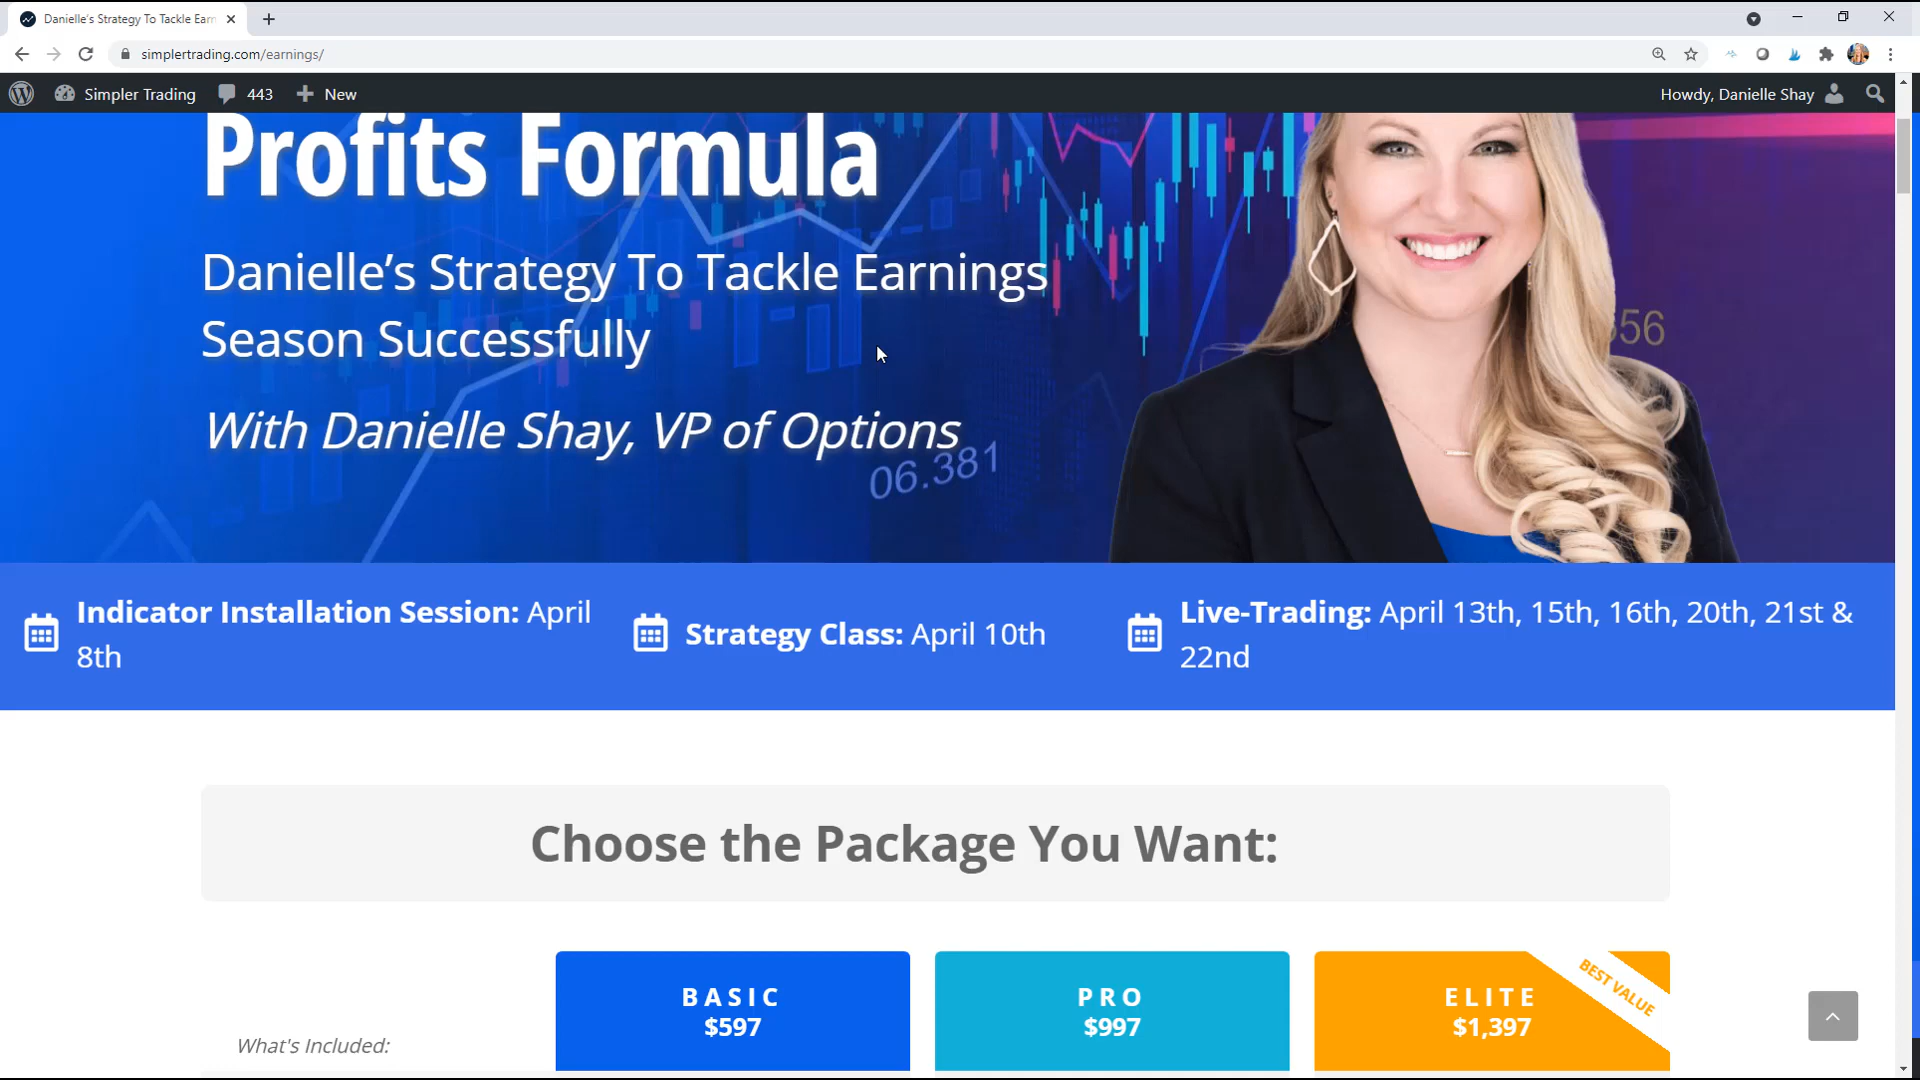 Danielle's Strategy To Tackle Earn
simplertrading.com/earnings/
Simpler Trading 443 New Howdy, Danielle Shay
Profits Formula
Danielle's Strategy To Tackle Earnings
Season Successfully
With Danielle Shay, VP of Options
06.381
556
Indicator Installation Session: April
8th
Strategy Class: April 10th
Live-Trading: April 13th, 15th, 16th, 20th, 21st &
22nd
Choose the Package You Want:
What's Included:
BASIC
$597
PRO
$997
ELITE
$1,397
BEST VALUE